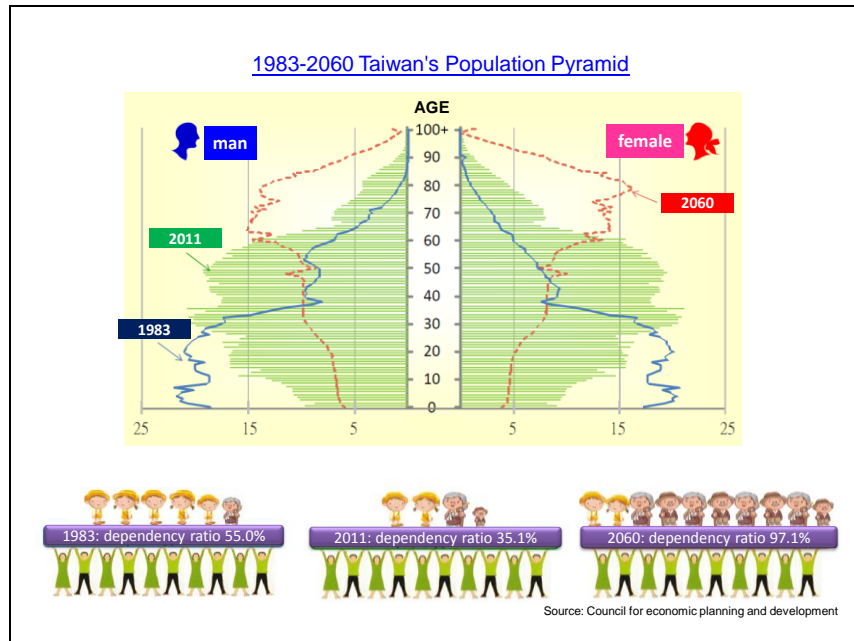 1983-2060 Taiwan's Population Pyramid
AGE
man
female
100+
90
80
70
60
50
40
30
20
10
0
2060
2011
1983
25
15
5
5
15
25
1983: dependency ratio 55.0%
2011: dependency ratio 35.1%
2060: dependency ratio 97.1%
Source: Council for economic planning and development